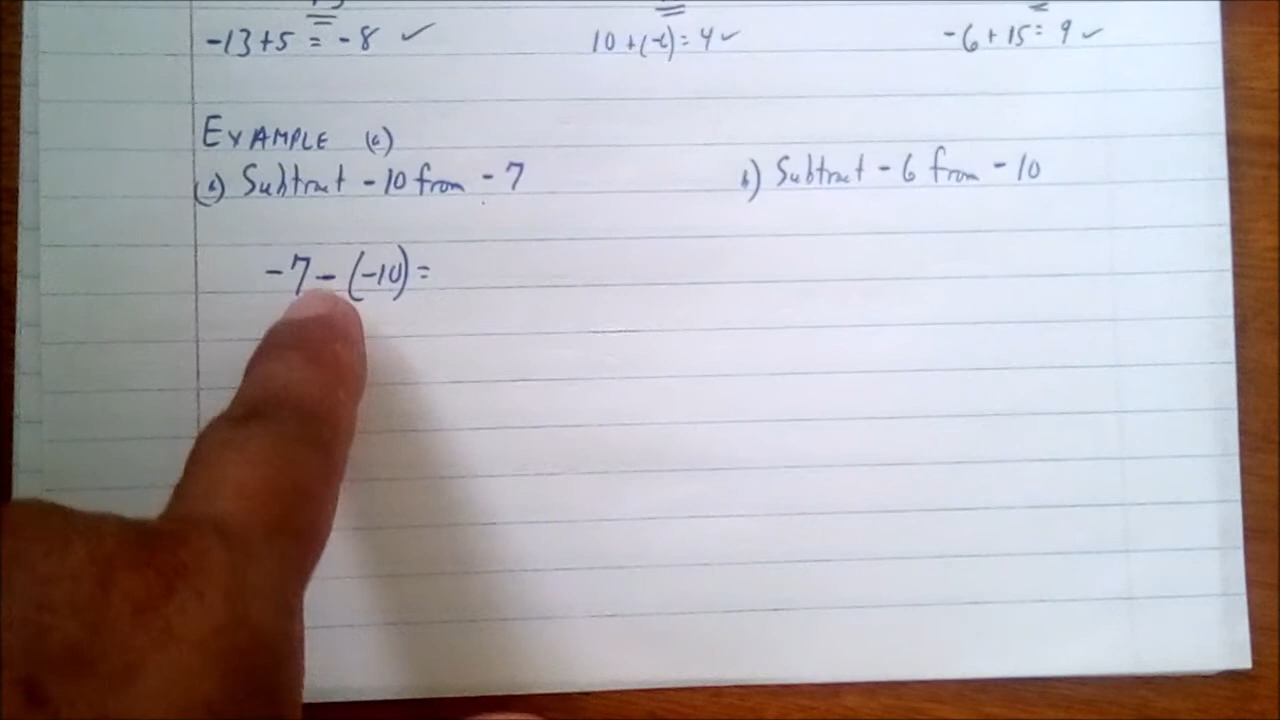 -13+5 = -8 ✓
10+(-6)=4 ✓
-6+15=9 ✓
EXAMPLE (c)
(a) Subtract -10 from -7
b) Subtract -6 from -10
-7-(-10)=